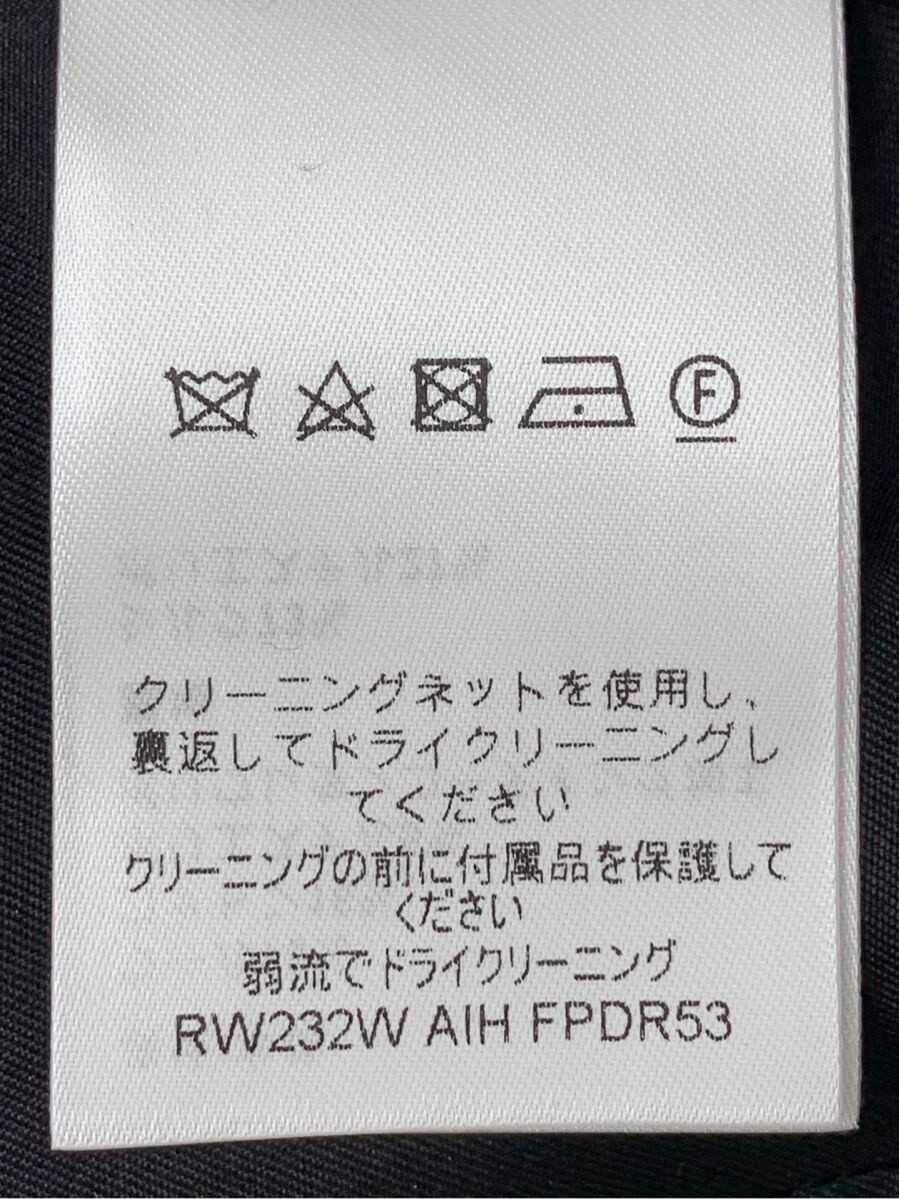 F
クリーニングネットを使用し、
裏返してドライクリーニングし
てください
クリーニングの前に付属品を保護して
ください
弱流でドライクリーニング
RW232W AIH FPDR53